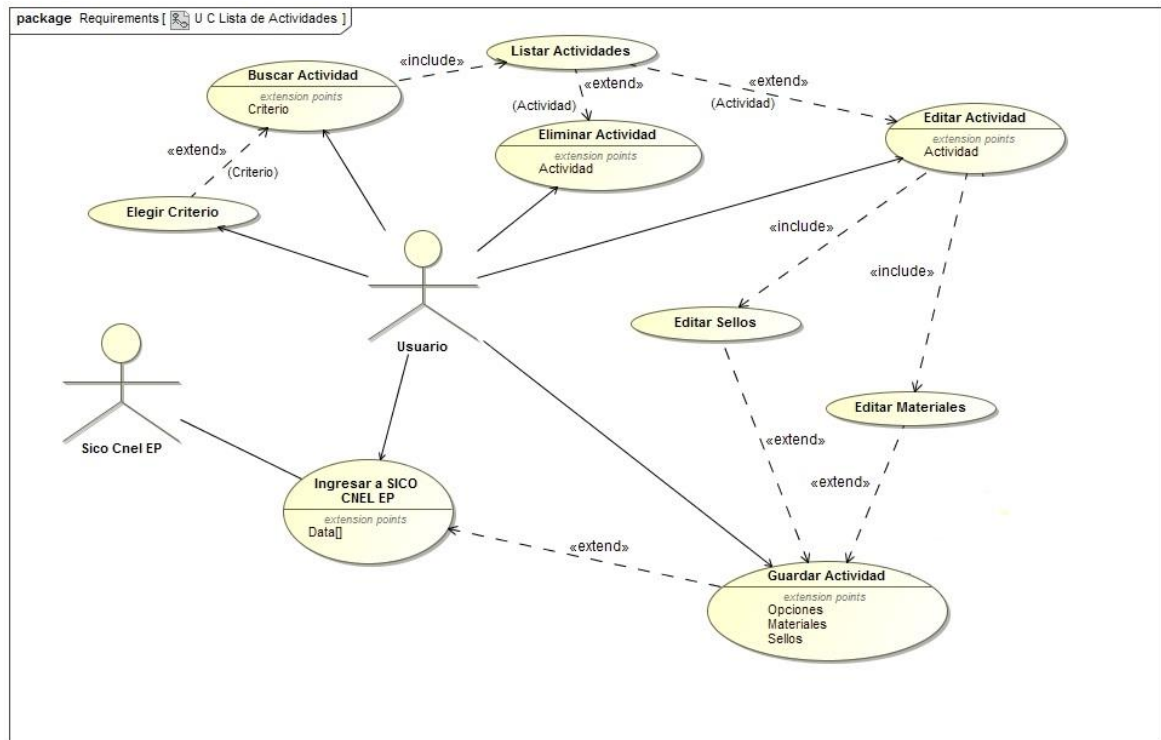 package Requirements [ U C Lista de Actividades ]
Listar Actividades
«include»
Buscar Actividad
extension points
Criterio
«extend»
(Actividad)
«extend»
(Actividad)
Editar Actividad
extension points
Actividad
Eliminar Actividad
extension points
Actividad
«extend»
(Criterio)
Elegir Criterio
«include»
«include»
Editar Sellos
Usuario
Editar Materiales
Sico Cnel EP
«extend»
«extend»
Ingresar a SICO
CNEL EP
extension points
Data[]
«extend»
Guardar Actividad
extension points
Opciones
Materiales
Sellos